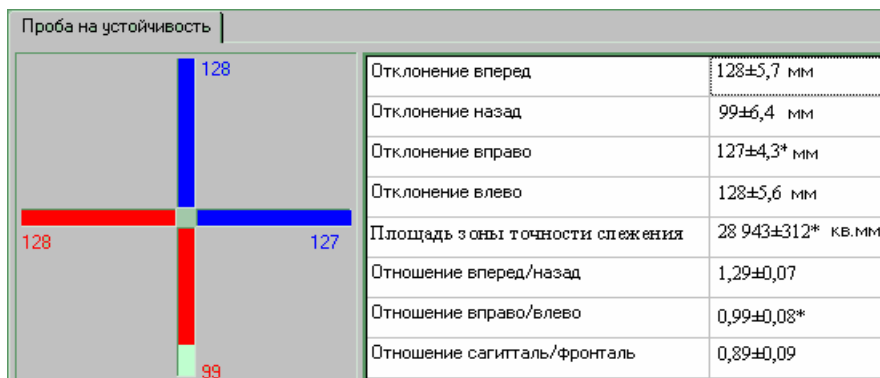 Проба на устойчивость
128
128
127
99
Отклонение вперед 128±5,7 мм
Отклонение назад 99±6,4 мм
Отклонение вправо 127±4,3* мм
Отклонение влево 128±5,6 мм
Площадь зоны точности слежения 28 943±312* кв.мм
Отношение вперед/назад 1,29±0,07
Отношение вправо/влево 0,99±0,08*
Отношение сагитталь/фронталь 0,89±0,09